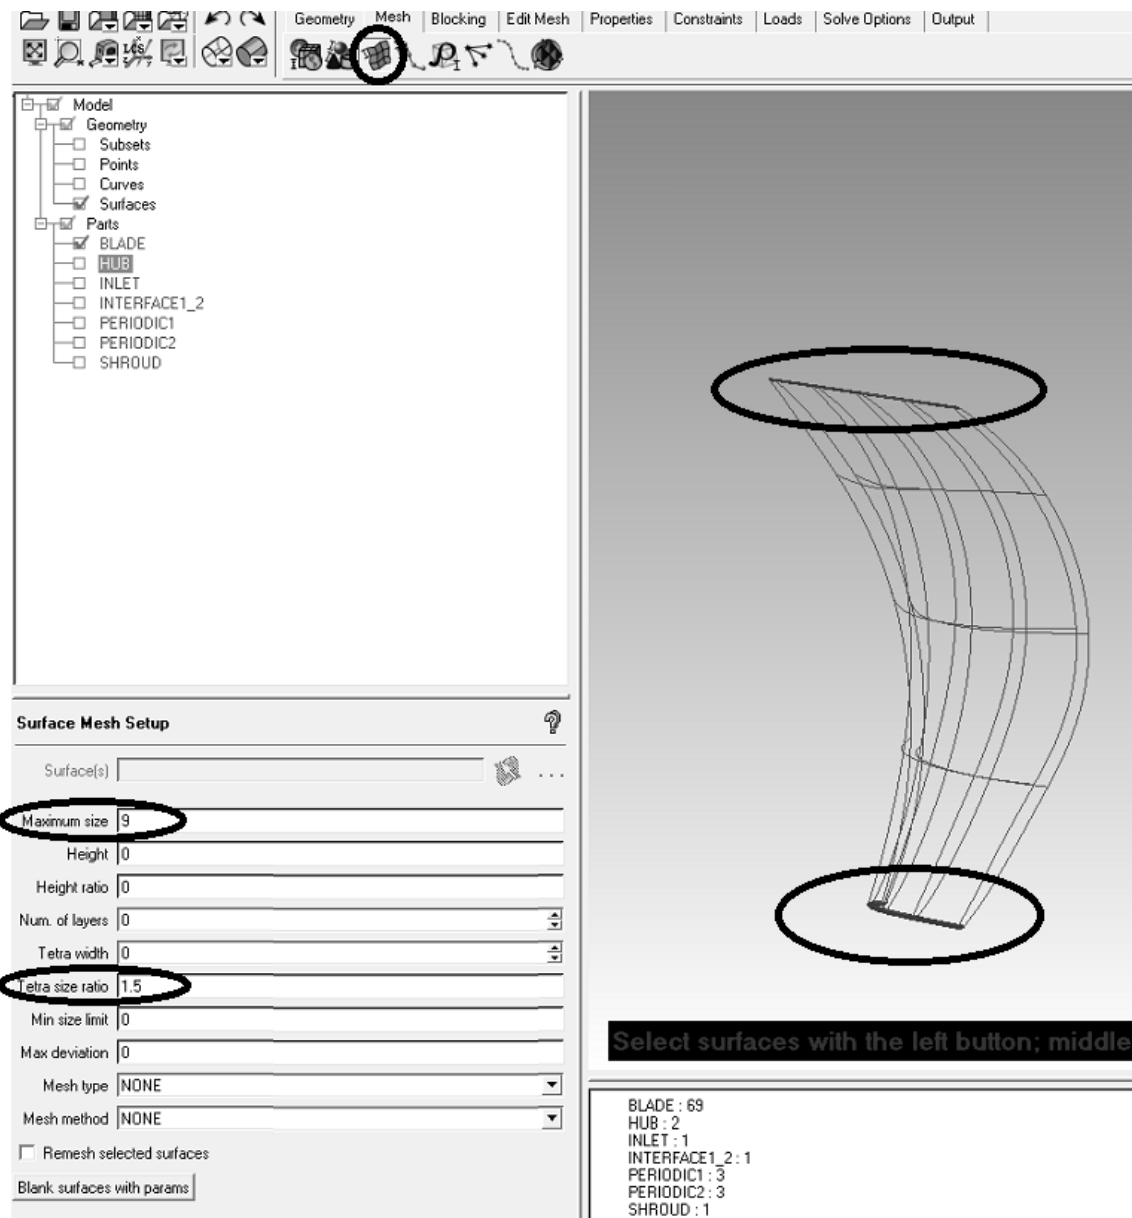 Geometry Mesh Blocking Edit Mesh Properties Constraints Loads Solve Options Output
LCS
Model
Geometry
Subsets
Points
Curves
Surfaces
Parts
BLADE
HUB
INLET
INTERFACE1_2
PERIODIC1
PERIODIC2
SHROUD
Surface Mesh Setup
Surface(s) ...
Maximum size 9
Height 0
Height ratio 0
Num. of layers 0
Tetra width 0
Tetra size ratio 1.5
Min size limit 0
Max deviation 0
Mesh type NONE
Mesh method NONE
Remesh selected surfaces
Blank surfaces with params
Select surfaces with the left button; middle
BLADE : 69
HUB : 2
INLET : 1
INTERFACE1_2 : 1
PERIODIC1 : 3
PERIODIC2 : 3
SHROUD : 1